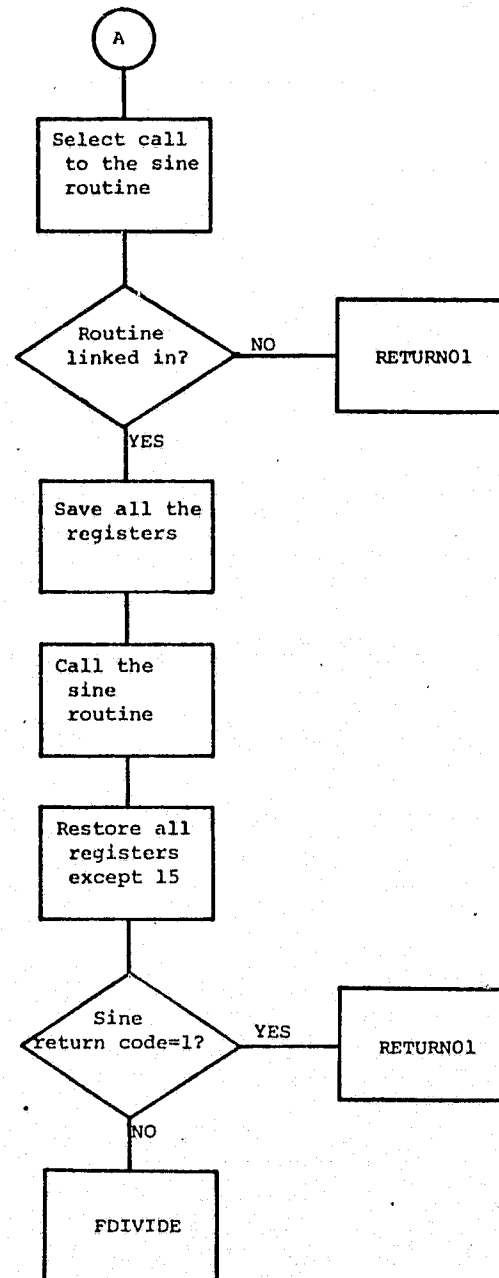 A
Select call
to the sine
routine
Routine
linked in?
NO
RETURN01
YES
Save all the
registers
Call the
sine
routine
Restore all
registers
except 15
Sine
return code=1?
YES
RETURN01
NO
FDIVIDE